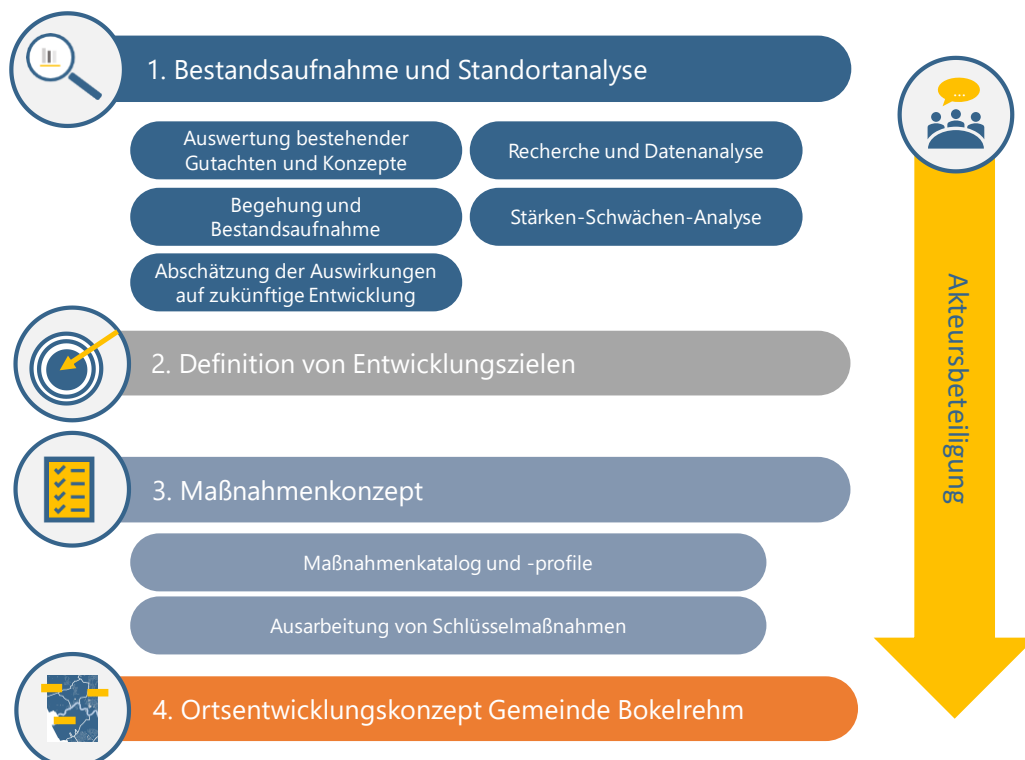 1. Bestandsaufnahme und Standortanalyse
Auswertung bestehender
Gutachten und Konzepte
Recherche und Datenanalyse
Begehung und
Bestandsaufnahme
Stärken-Schwächen-Analyse
Abschätzung der Auswirkungen
auf zukünftige Entwicklung
2. Definition von Entwicklungszielen
3. Maßnahmenkonzept
Maßnahmenkatalog und -profile
Ausarbeitung von Schlüsselmaßnahmen
4. Ortsentwicklungskonzept Gemeinde Bokelrehm
...
Akteursbeteiligung